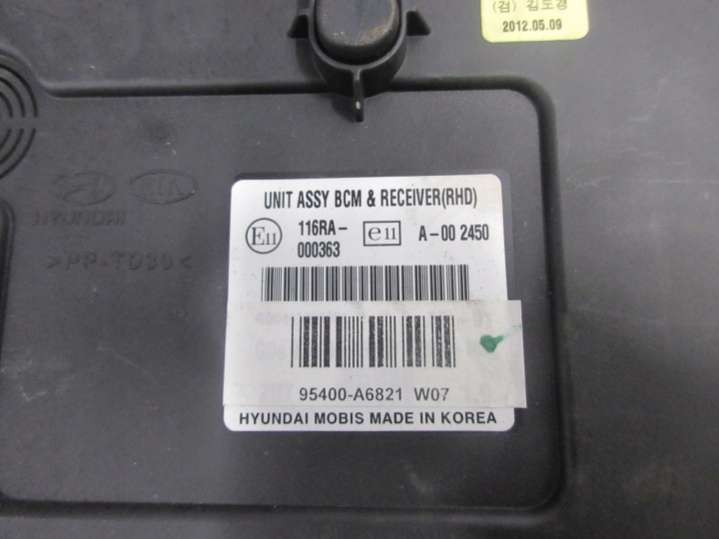 (검) 김도경
2012.05.09
HYUNDAI KIA
>PP-TD30<
UNIT ASSY BCM & RECEIVER(RHD)
E11 116RA-
000363
e11 A-00 2450
95400-A6821 W07
HYUNDAI MOBIS MADE IN KOREA